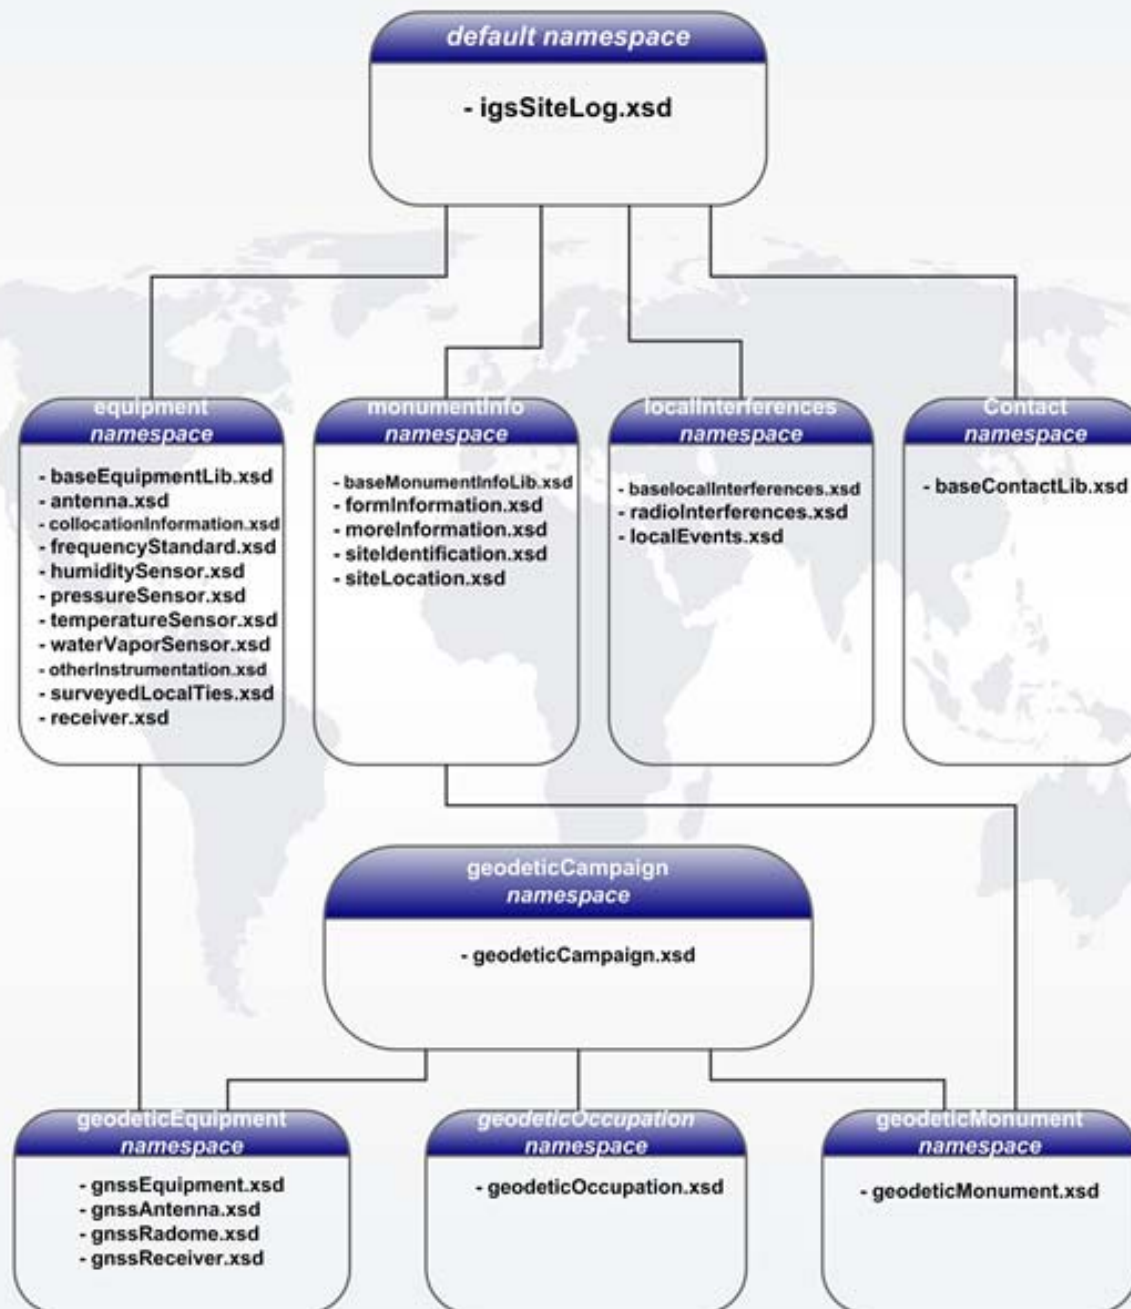 default namespace
- igsSiteLog.xsd
equipment
namespace
- baseEquipmentLib.xsd
- antenna.xsd
- collocationInformation.xsd
- frequencyStandard.xsd
- humiditySensor.xsd
- pressureSensor.xsd
- temperatureSensor.xsd
- waterVaporSensor.xsd
- otherInstrumentation.xsd
- surveyedLocalTies.xsd
- receiver.xsd
monumentInfo
namespace
- baseMonumentInfoLib.xsd
- formInformation.xsd
- moreInformation.xsd
- siteIdentification.xsd
- siteLocation.xsd
localInterferences
namespace
- baselocalInterferences.xsd
- radioInterferences.xsd
- localEvents.xsd
Contact
namespace
- baseContactLib.xsd
geodeticCampaign
namespace
- geodeticCampaign.xsd
geodeticEquipment
namespace
- gnssEquipment.xsd
- gnssAntenna.xsd
- gnssRadome.xsd
- gnssReceiver.xsd
geodeticOccupation
namespace
- geodeticOccupation.xsd
geodeticMonument
namespace
- geodeticMonument.xsd